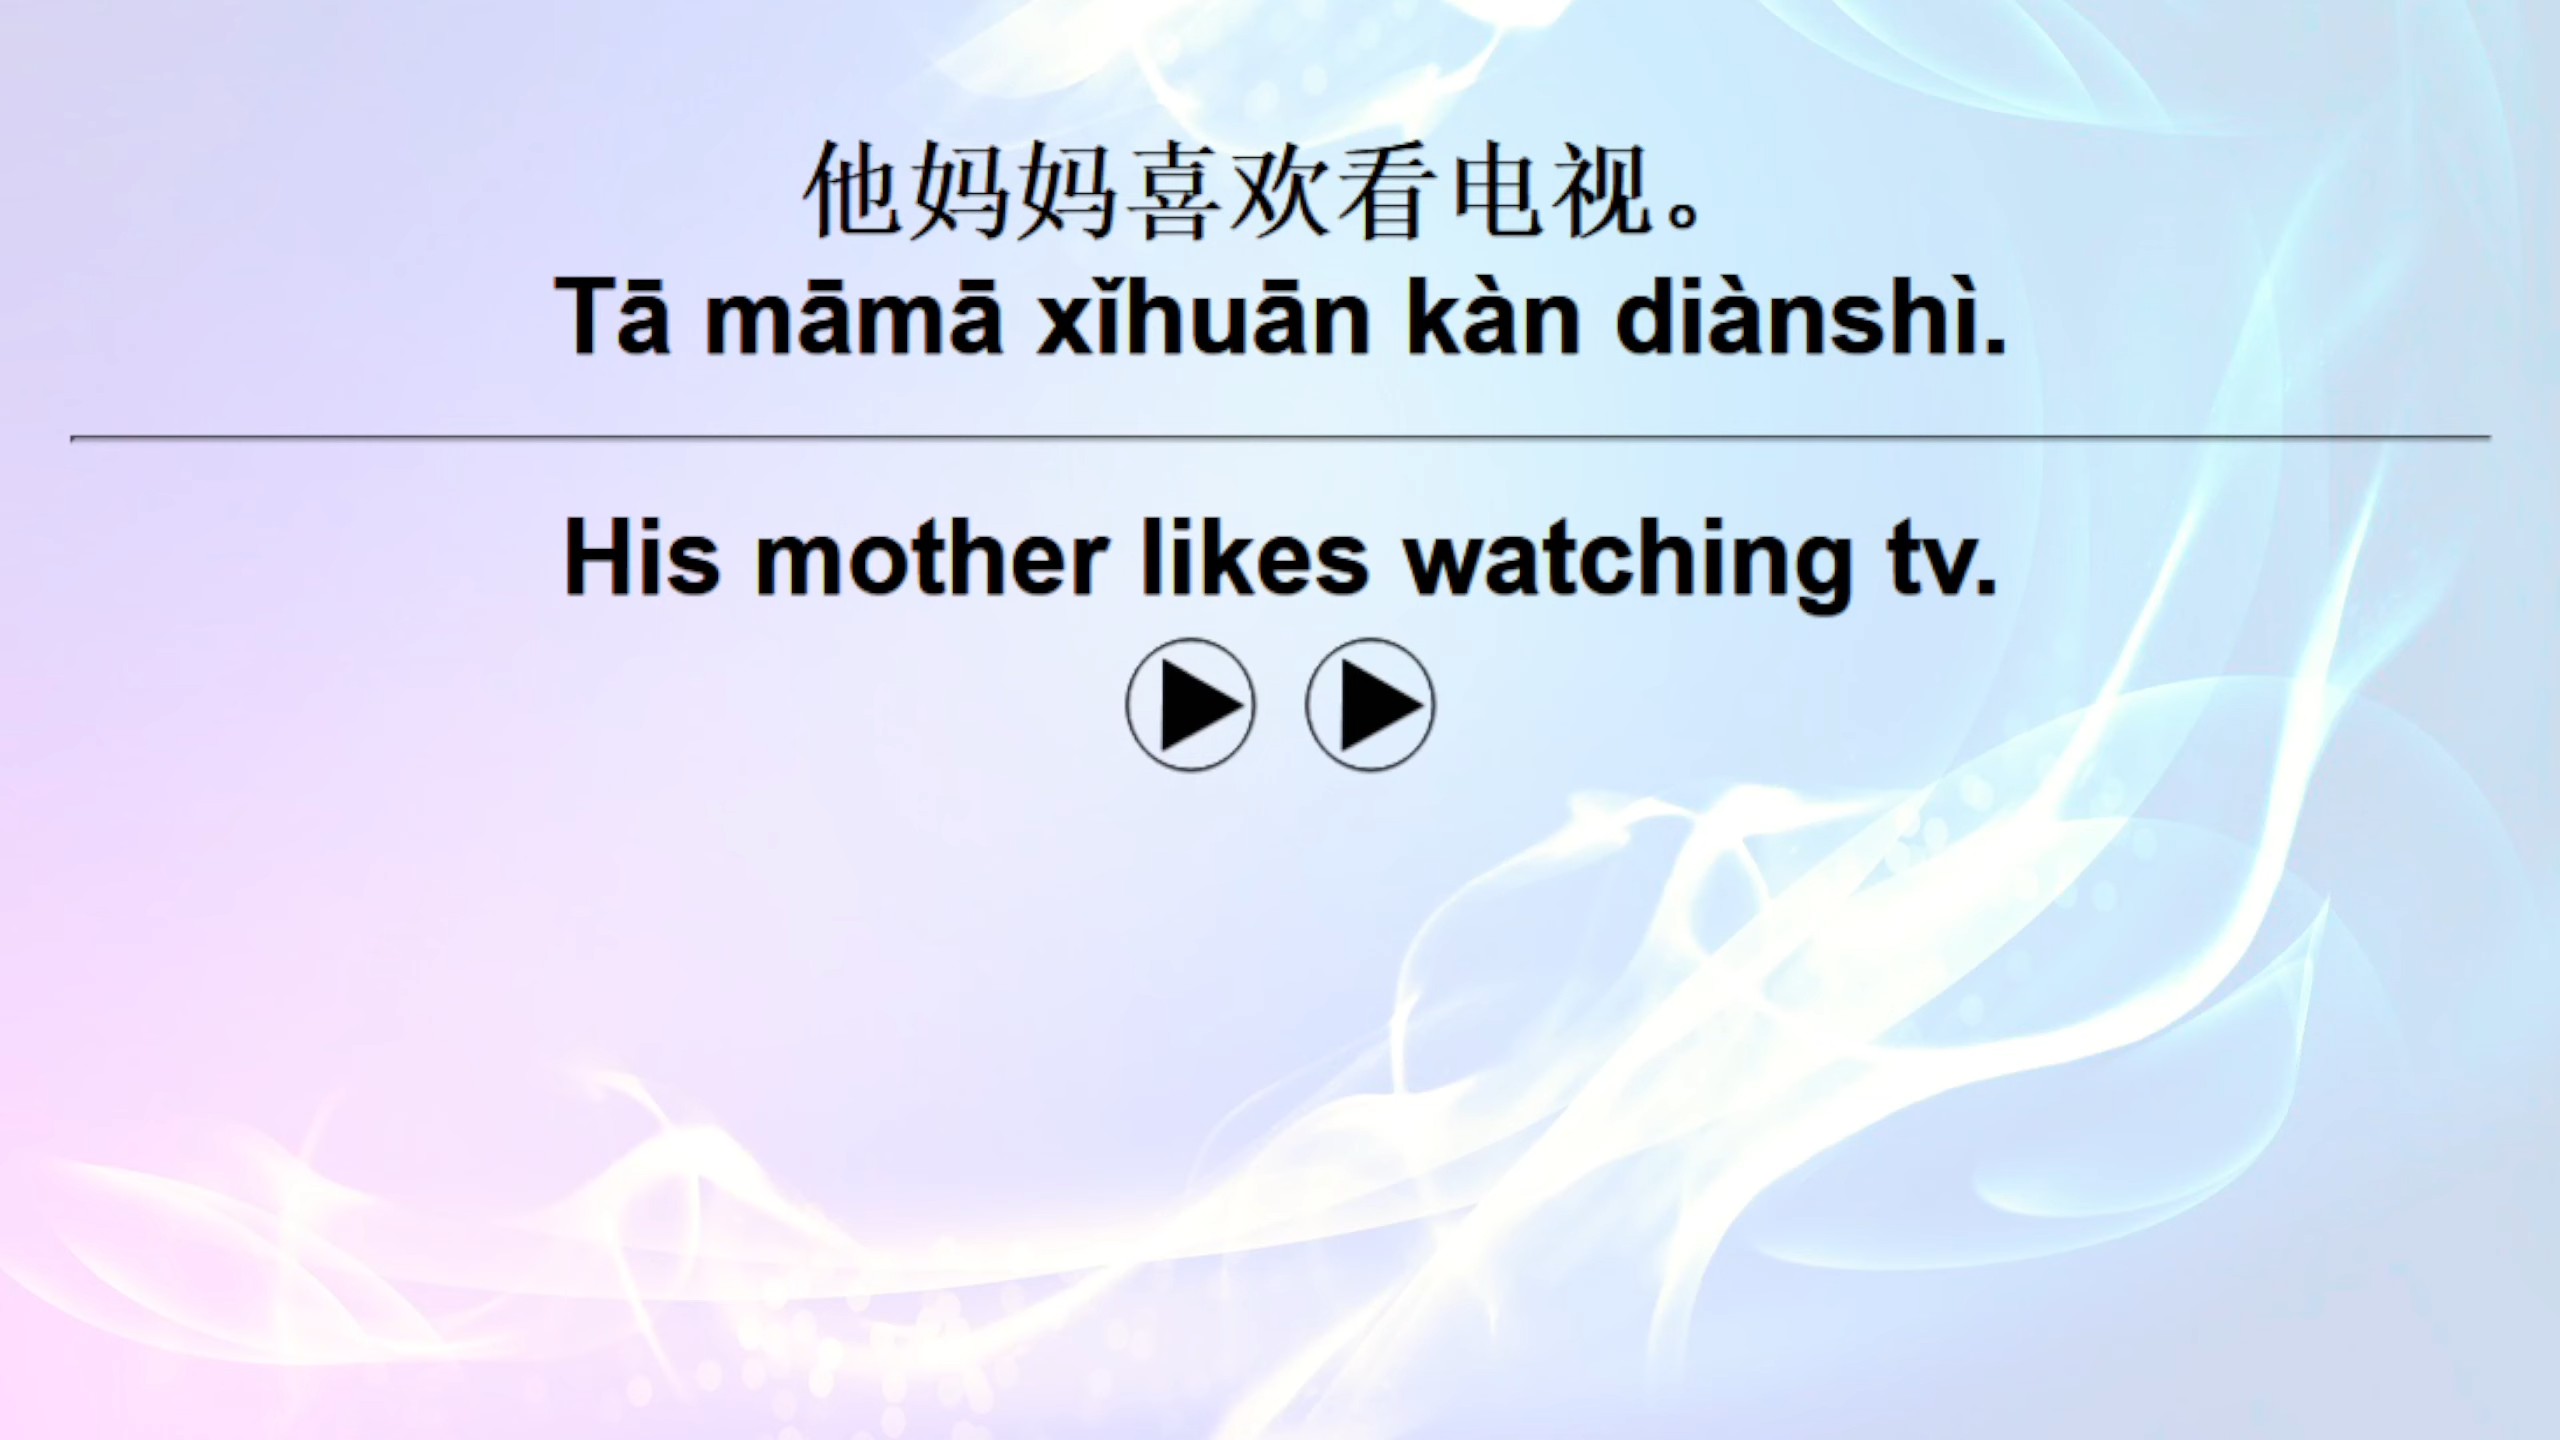 他妈妈喜欢看电视。
Tā māmā xǐhuān kàn diànshì.
His mother likes watching tv.